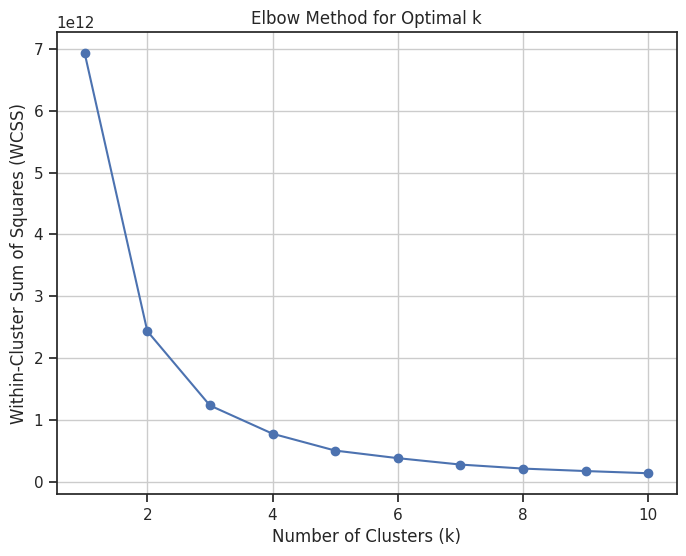 Elbow Method for Optimal k
1e12
7
6
5
4
3
2
1
0
Within-Cluster Sum of Squares (WCSS)
2 4 6 8 10
Number of Clusters (k)